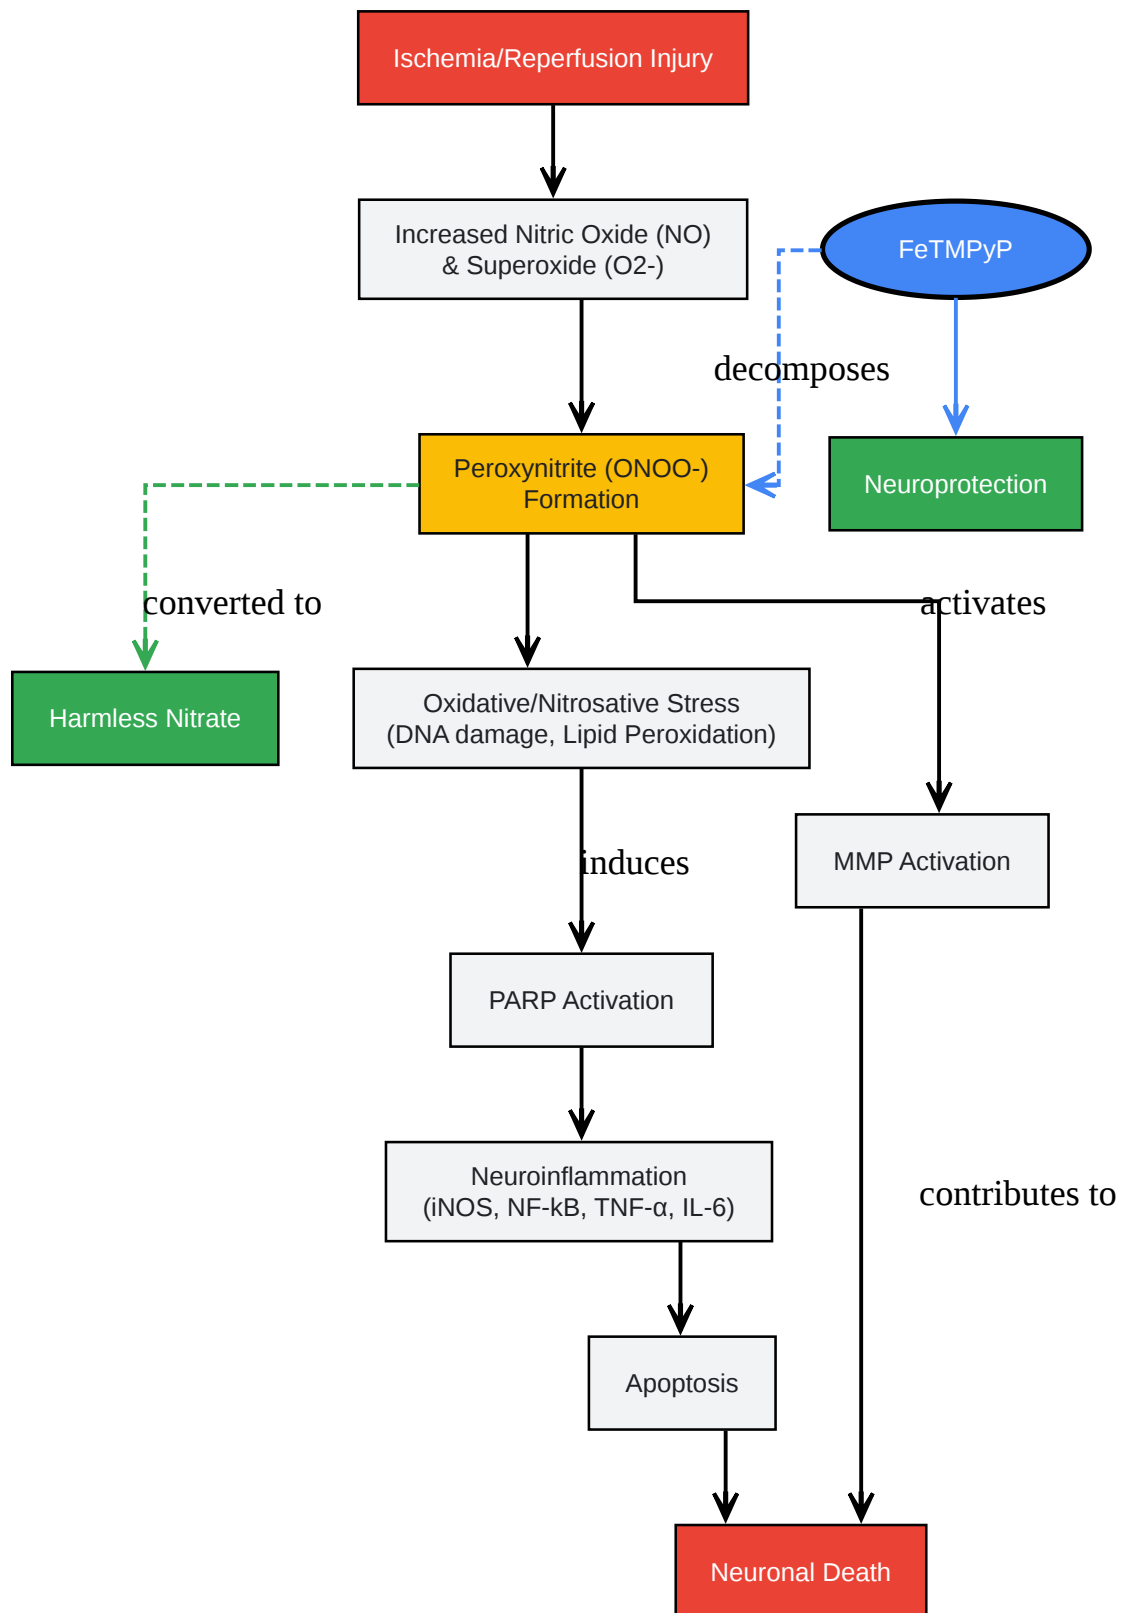 Ischemia/Reperfusion Injury
Increased Nitric Oxide (NO)
& Superoxide (O2-)
FeTMPyP
decomposes
Peroxynitrite (ONOO-)
Formation
Neuroprotection
converted to
activates
Harmless Nitrate
Oxidative/Nitrosative Stress
(DNA damage, Lipid Peroxidation)
induces
MMP Activation
PARP Activation
Neuroinflammation
(iNOS, NF-kB, TNF-α, IL-6)
contributes to
Apoptosis
Neuronal Death